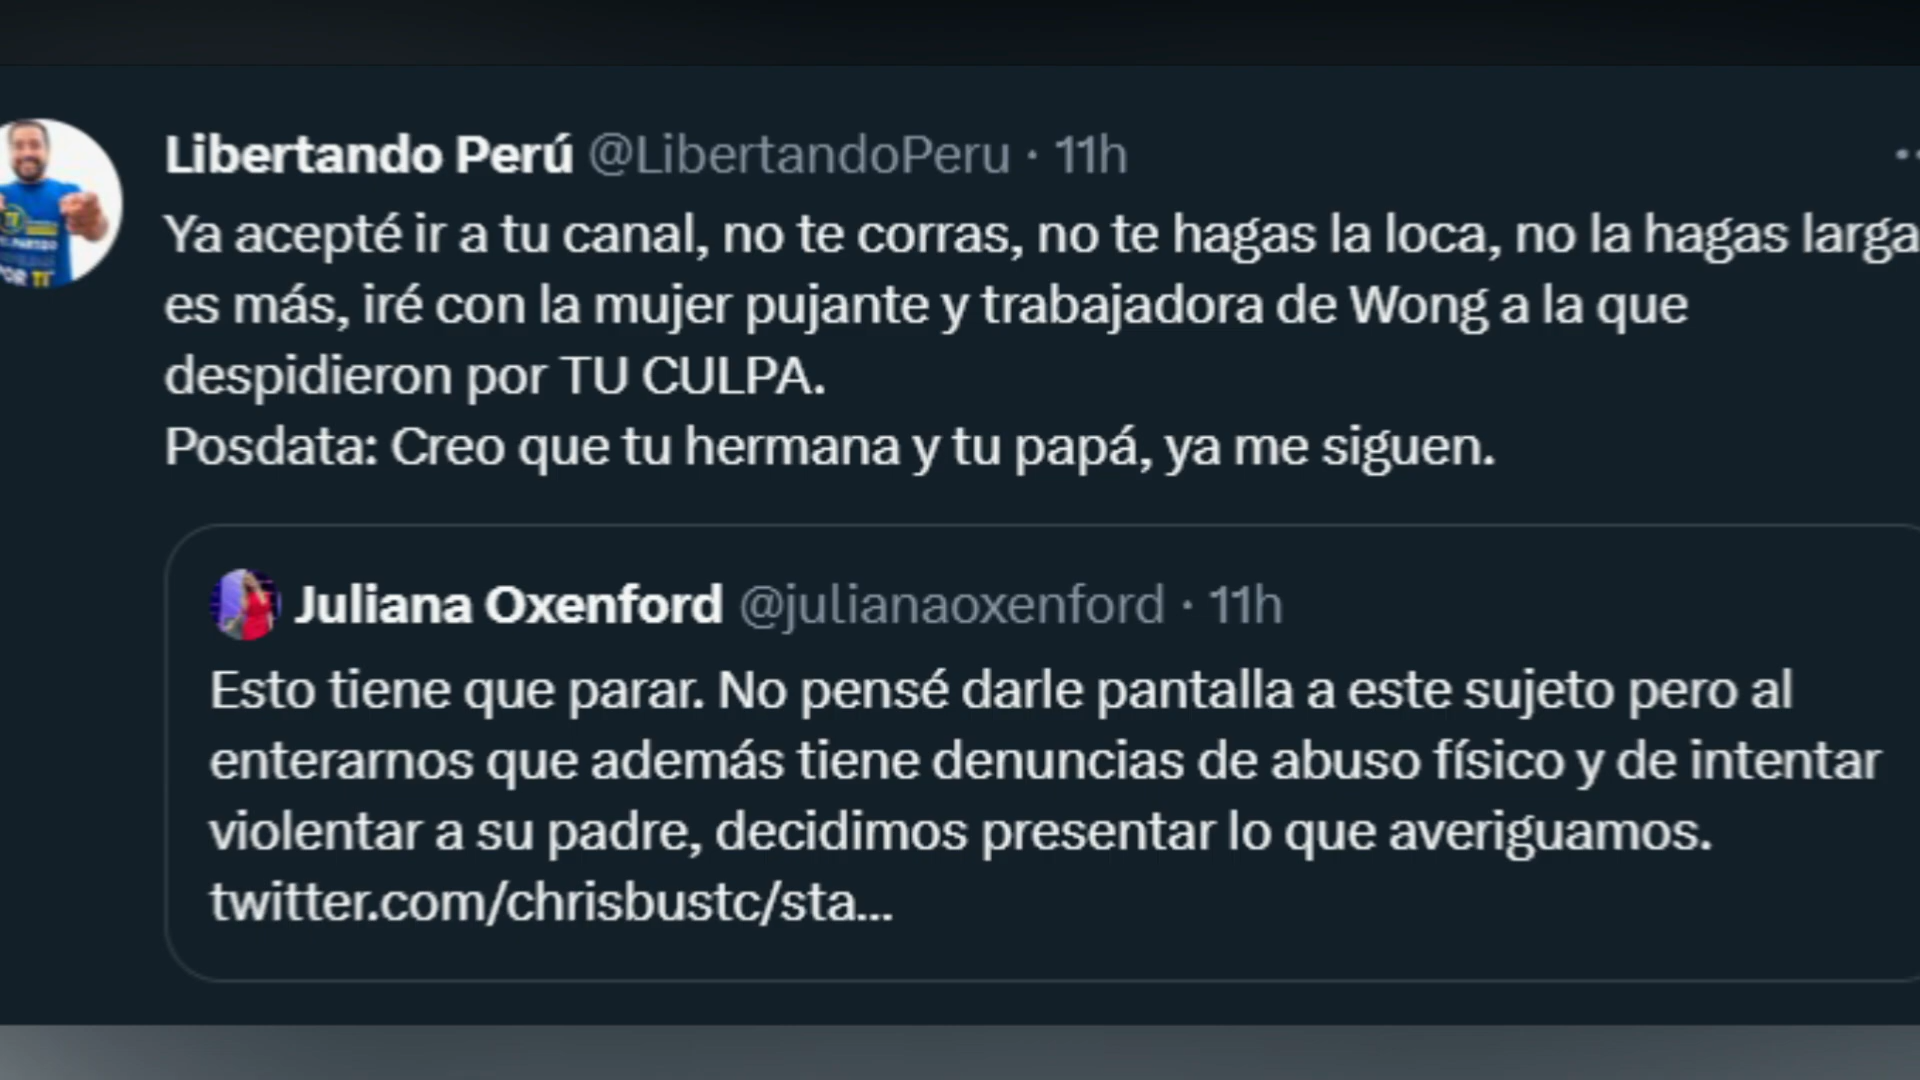 Libertando Perú @LibertandoPeru · 11h
Ya acepté ir a tu canal, no te corras, no te hagas la loca, no la hagas larga
es más, iré con la mujer pujante y trabajadora de Wong a la que
despidieron por TU CULPA.
Posdata: Creo que tu hermana y tu papá, ya me siguen.
Juliana Oxenford @julianaoxenford · 11h
Esto tiene que parar. No pensé darle pantalla a este sujeto pero al
enterarnos que además tiene denuncias de abuso físico y de intentar
violentar a su padre, decidimos presentar lo que averiguamos.
twitter.com/chrisbustc/sta...